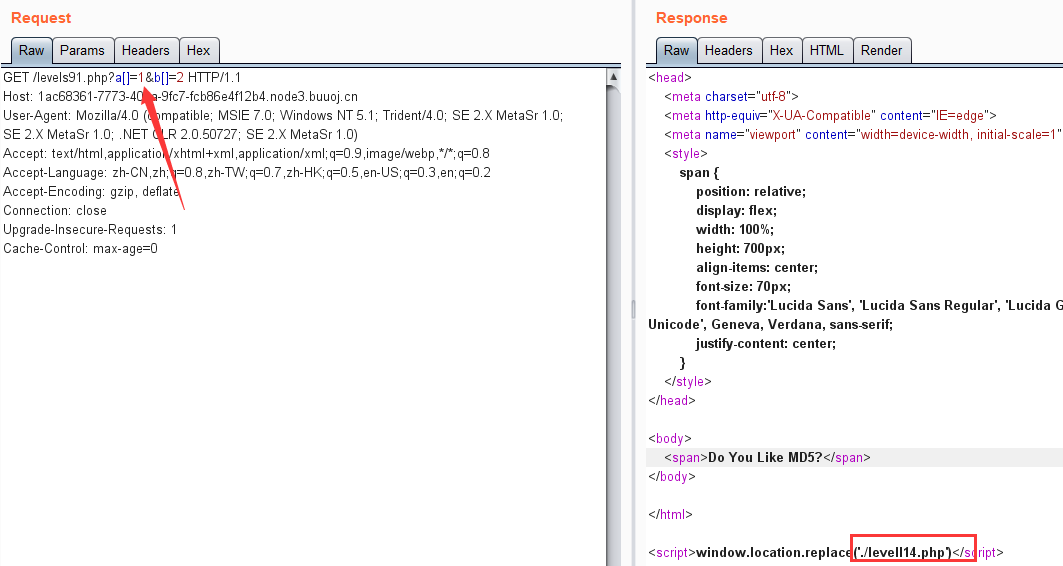 Request
Raw Params Headers Hex
GET /levels91.php?a[]=1&b[]=2 HTTP/1.1
Host: 1ac68361-7773-4 a-9fc7-fcb86e4f12b4.node3.buuoj.cn
User-Agent: Mozilla/4.0 (compatible; MSIE 7.0; Windows NT 5.1; Trident/4.0; SE 2.X MetaSr 1.0;
SE 2.X MetaSr 1.0; .NET CLR 2.0.50727; SE 2.X MetaSr 1.0)
Accept: text/html,application/xhtml+xml,application/xml;q=0.9,image/webp,*/*;q=0.8
Accept-Language: zh-CN,zh;q=0.8,zh-TW;q=0.7,zh-HK;q=0.5,en-US;q=0.3,en;q=0.2
Accept-Encoding: gzip, deflate
Connection: close
Upgrade-Insecure-Requests: 1
Cache-Control: max-age=0
Response
Raw Headers Hex HTML Render
<head>
<meta charset="utf-8">
<meta http-equiv="X-UA-Compatible" content="IE=edge">
<meta name="viewport" content="width=device-width, initial-scale=1"
<style>
span {
position: relative;
display: flex;
width: 100%;
height: 700px;
align-items: center;
font-size: 70px;
font-family:'Lucida Sans', 'Lucida Sans Regular', 'Lucida G
Unicode', Geneva, Verdana, sans-serif;
justify-content: center;
}
</style>
</head>
<body>
<span>Do You Like MD5?</span>
</body>
</html>
<script>window.location.replace('./levell14.php')</script>